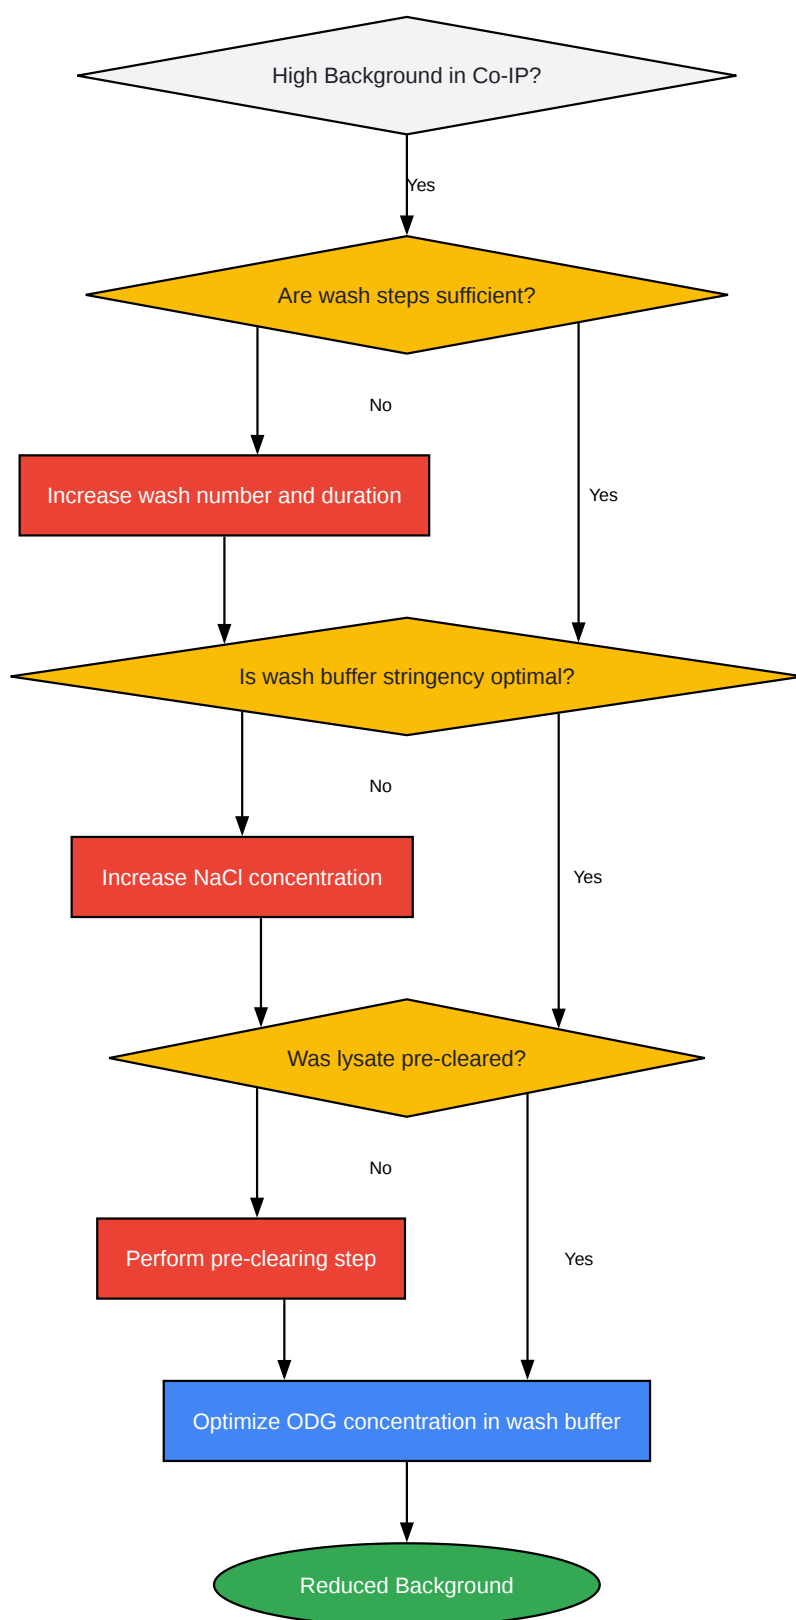 High Background in Co-IP?
Yes
Are wash steps sufficient?
No
Increase wash number and duration
Yes
Is wash buffer stringency optimal?
No
Increase NaCl concentration
Yes
Was lysate pre-cleared?
No
Perform pre-clearing step
Yes
Optimize ODG concentration in wash buffer
Reduced Background